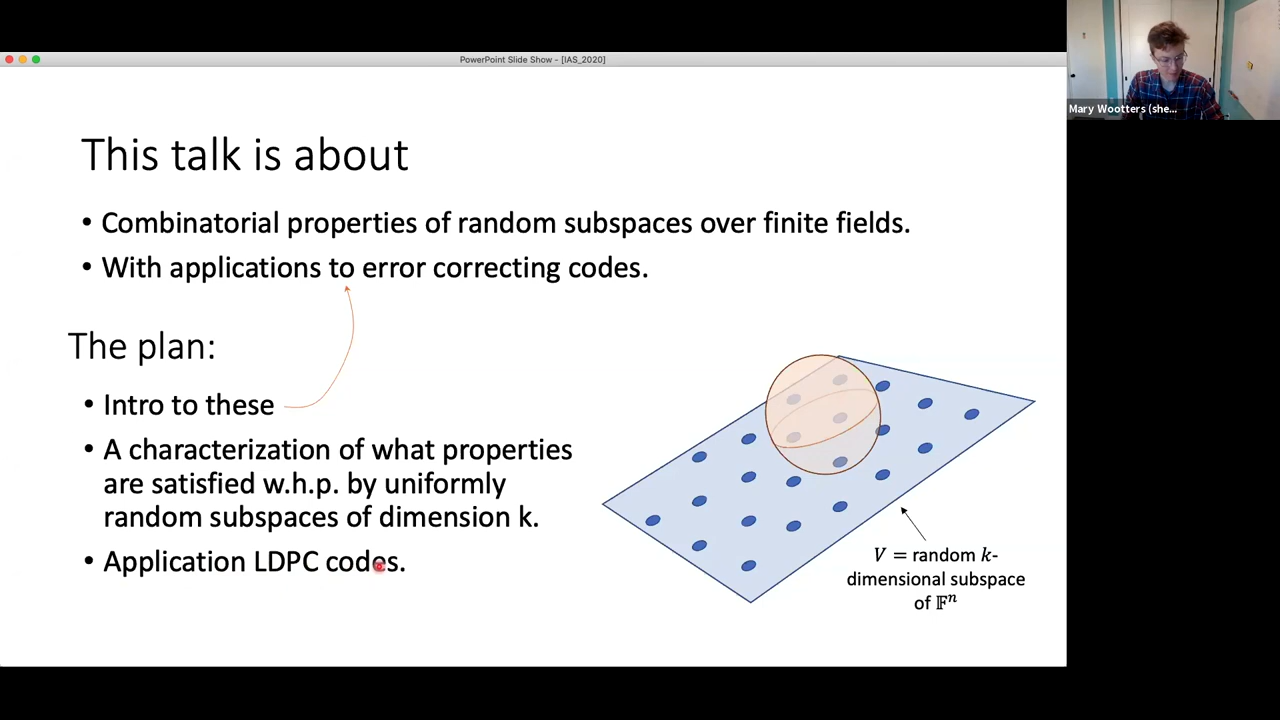 PowerPoint Slide Show - [IAS_2020]
Mary Wootters (she...
This talk is about
• Combinatorial properties of random subspaces over finite fields.
• With applications to error correcting codes.
The plan:
• Intro to these
• A characterization of what properties
are satisfied w.h.p. by uniformly
random subspaces of dimension k.
• Application LDPC codes.
V = random k-
dimensional subspace
of 𝔽ⁿ